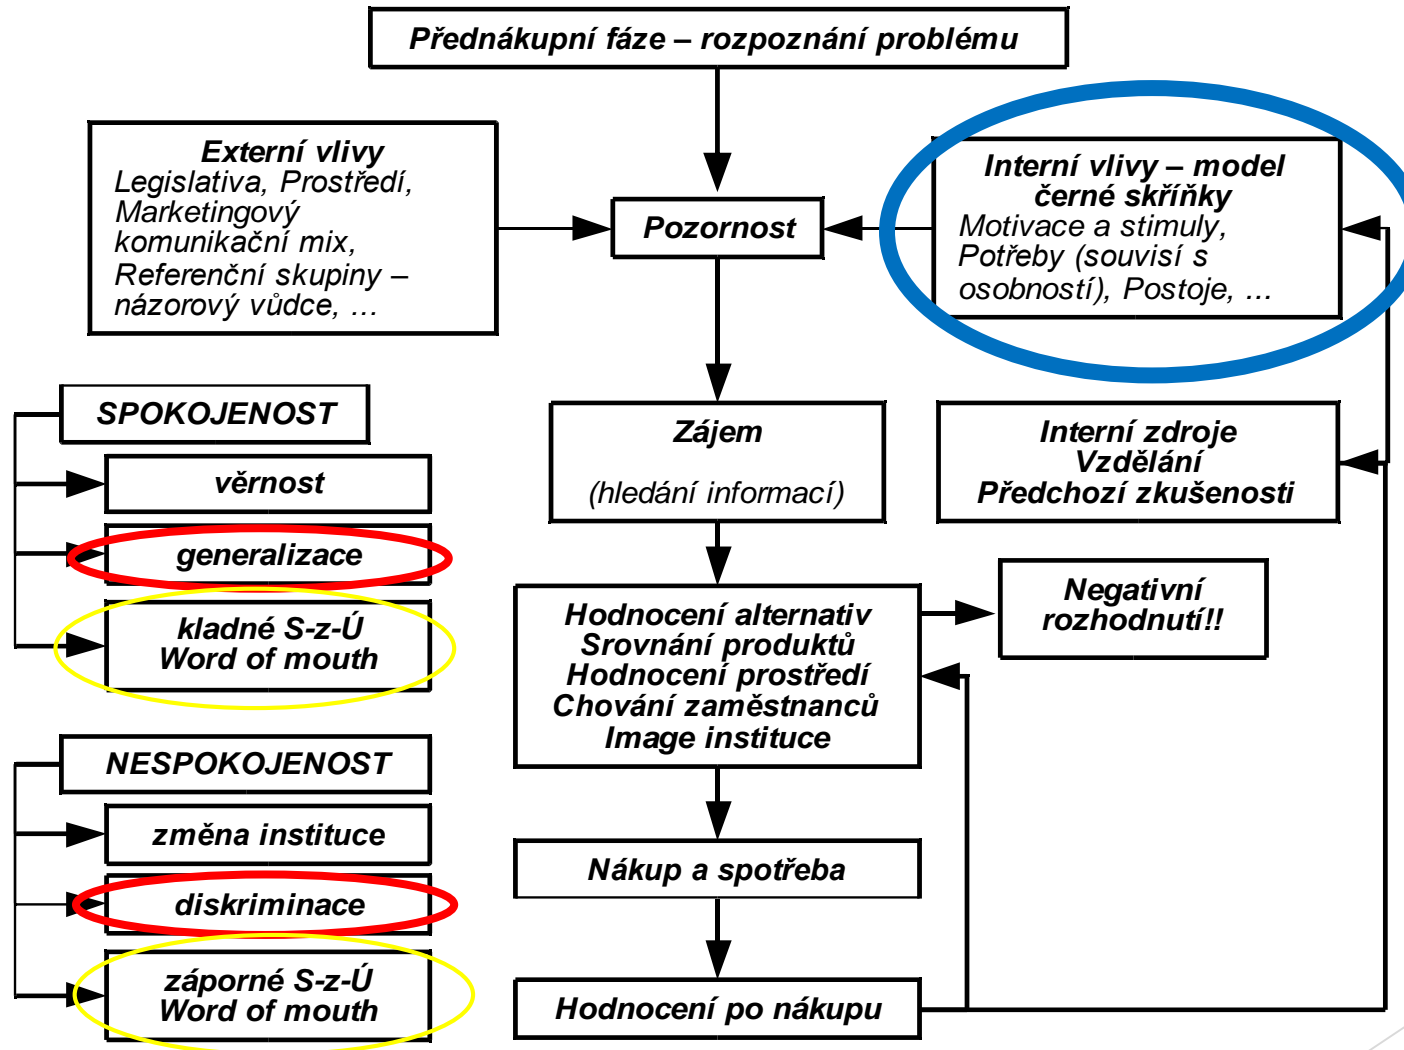 Přednákupní fáze – rozpoznání problému
Externí vlivy
Legislativa, Prostředí,
Marketingový
komunikační mix,
Referenční skupiny –
názorový vůdce, ...
Pozornost
Interní vlivy – model
černé skříňky
Motivace a stimuly,
Potřeby (souvisí s
osobností), Postoje, ...
SPOKOJENOST
věrnost
generalizace
kladné S-z-Ú
Word of mouth
Zájem
(hledání informací)
Interní zdroje
Vzdělání
Předchozí zkušenosti
Hodnocení alternativ
Srovnání produktů
Hodnocení prostředí
Chování zaměstnanců
Image instituce
Negativní
rozhodnutí!!
NESPOKOJENOST
změna instituce
diskriminace
záporné S-z-Ú
Word of mouth
Nákup a spotřeba
Hodnocení po nákupu